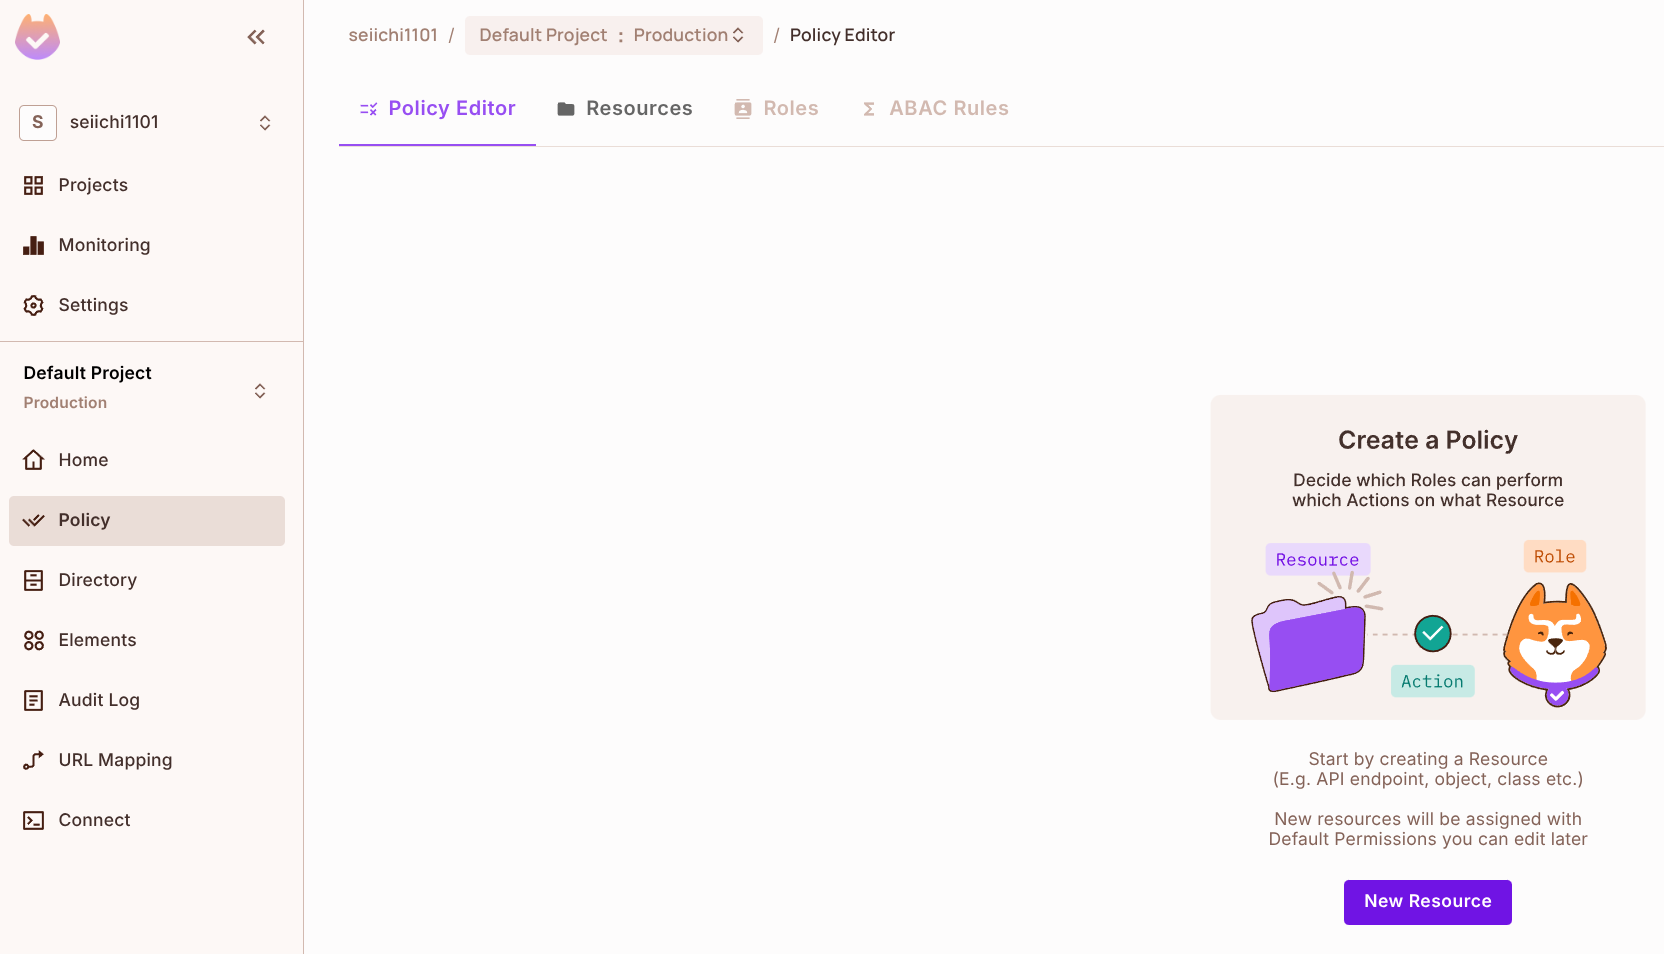 seiichi1101 / Default Project : Production / Policy Editor
S seiichi1101
Projects
Monitoring
Settings
Default Project
Production
Home
Policy
Directory
Elements
Audit Log
URL Mapping
Connect
Policy Editor Resources Roles ABAC Rules
Create a Policy
Decide which Roles can perform
which Actions on what Resource
Resource
Role
Action
Start by creating a Resource
(E.g. API endpoint, object, class etc.)
New resources will be assigned with
Default Permissions you can edit later
New Resource